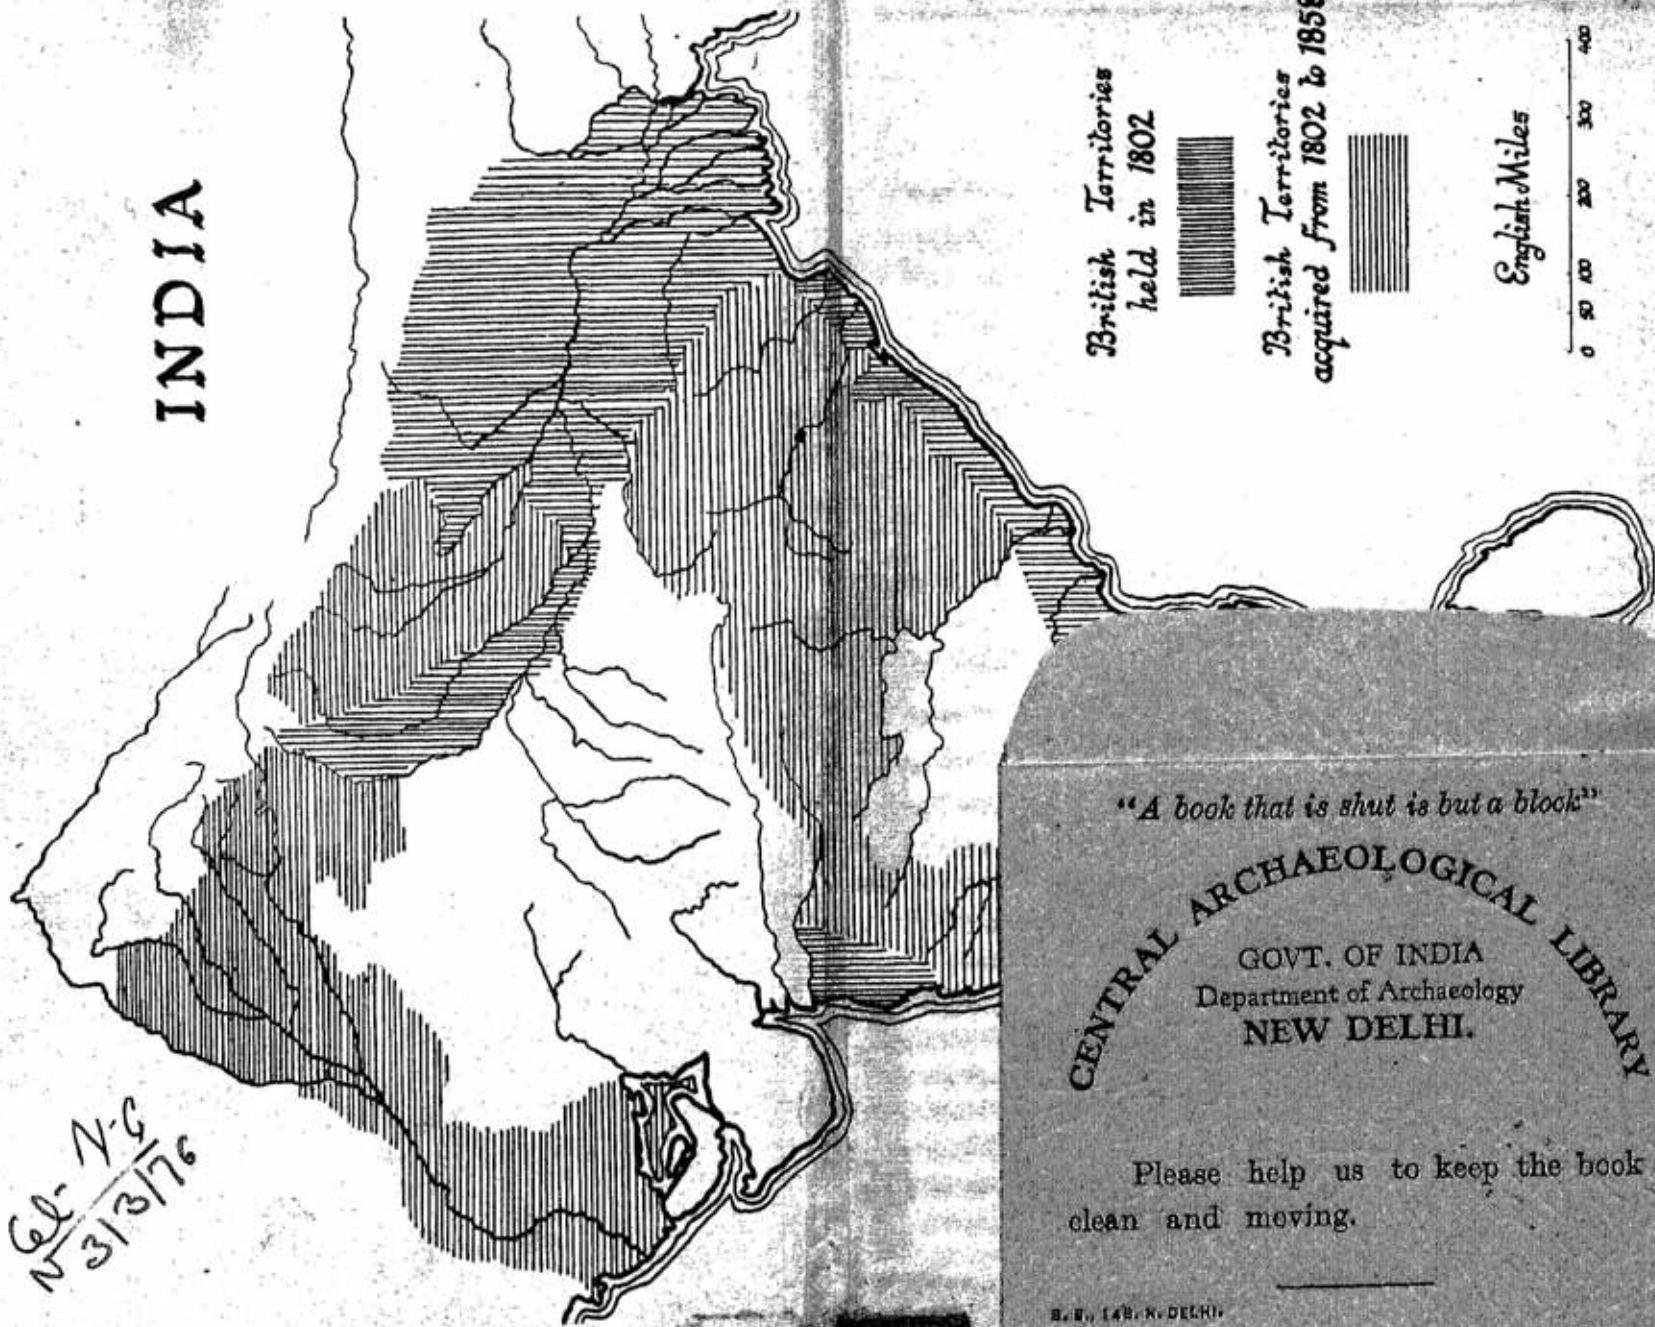 INDIA
British Territories
held in 1802
British Territories
acquired from 1802 to 1858
English Miles
0 50 100 200 300 400
3/3/76
"A book that is shut is but a block"
CENTRAL ARCHAEOLOGICAL LIBRARY
GOVT. OF INDIA
Department of Archaeology
NEW DELHI.
Please help us to keep the book
clean and moving.
S. B., 148. N. DELHI.